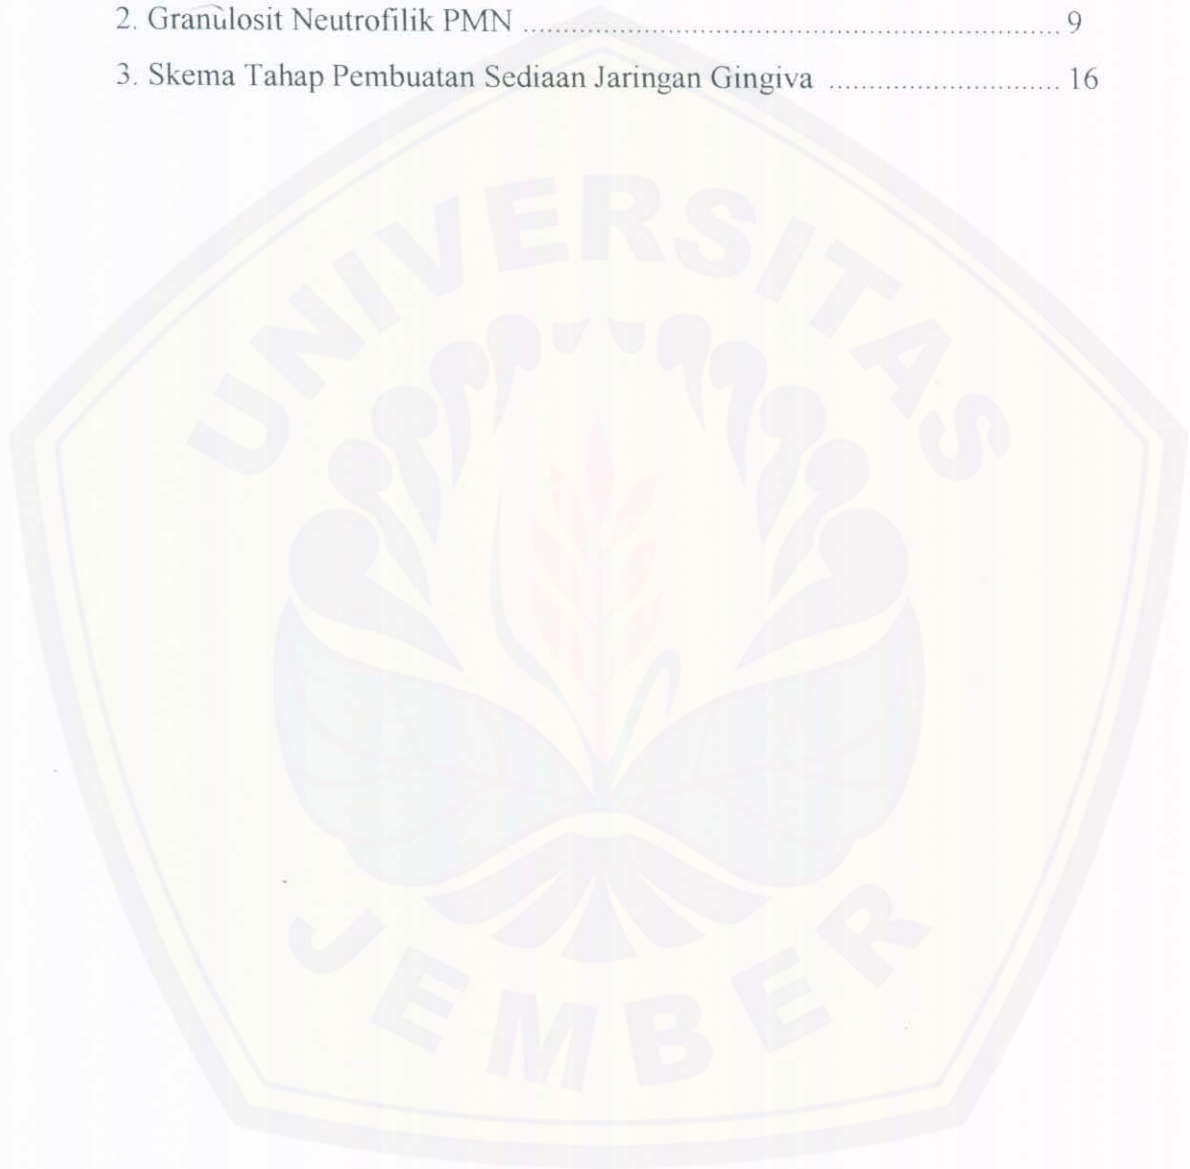 2. Granulosit Neutrofilik PMN ........................................................................ 9
3. Skema Tahap Pembuatan Sediaan Jaringan Gingiva ............................... 16
UNIVERSITAS
JEMBER